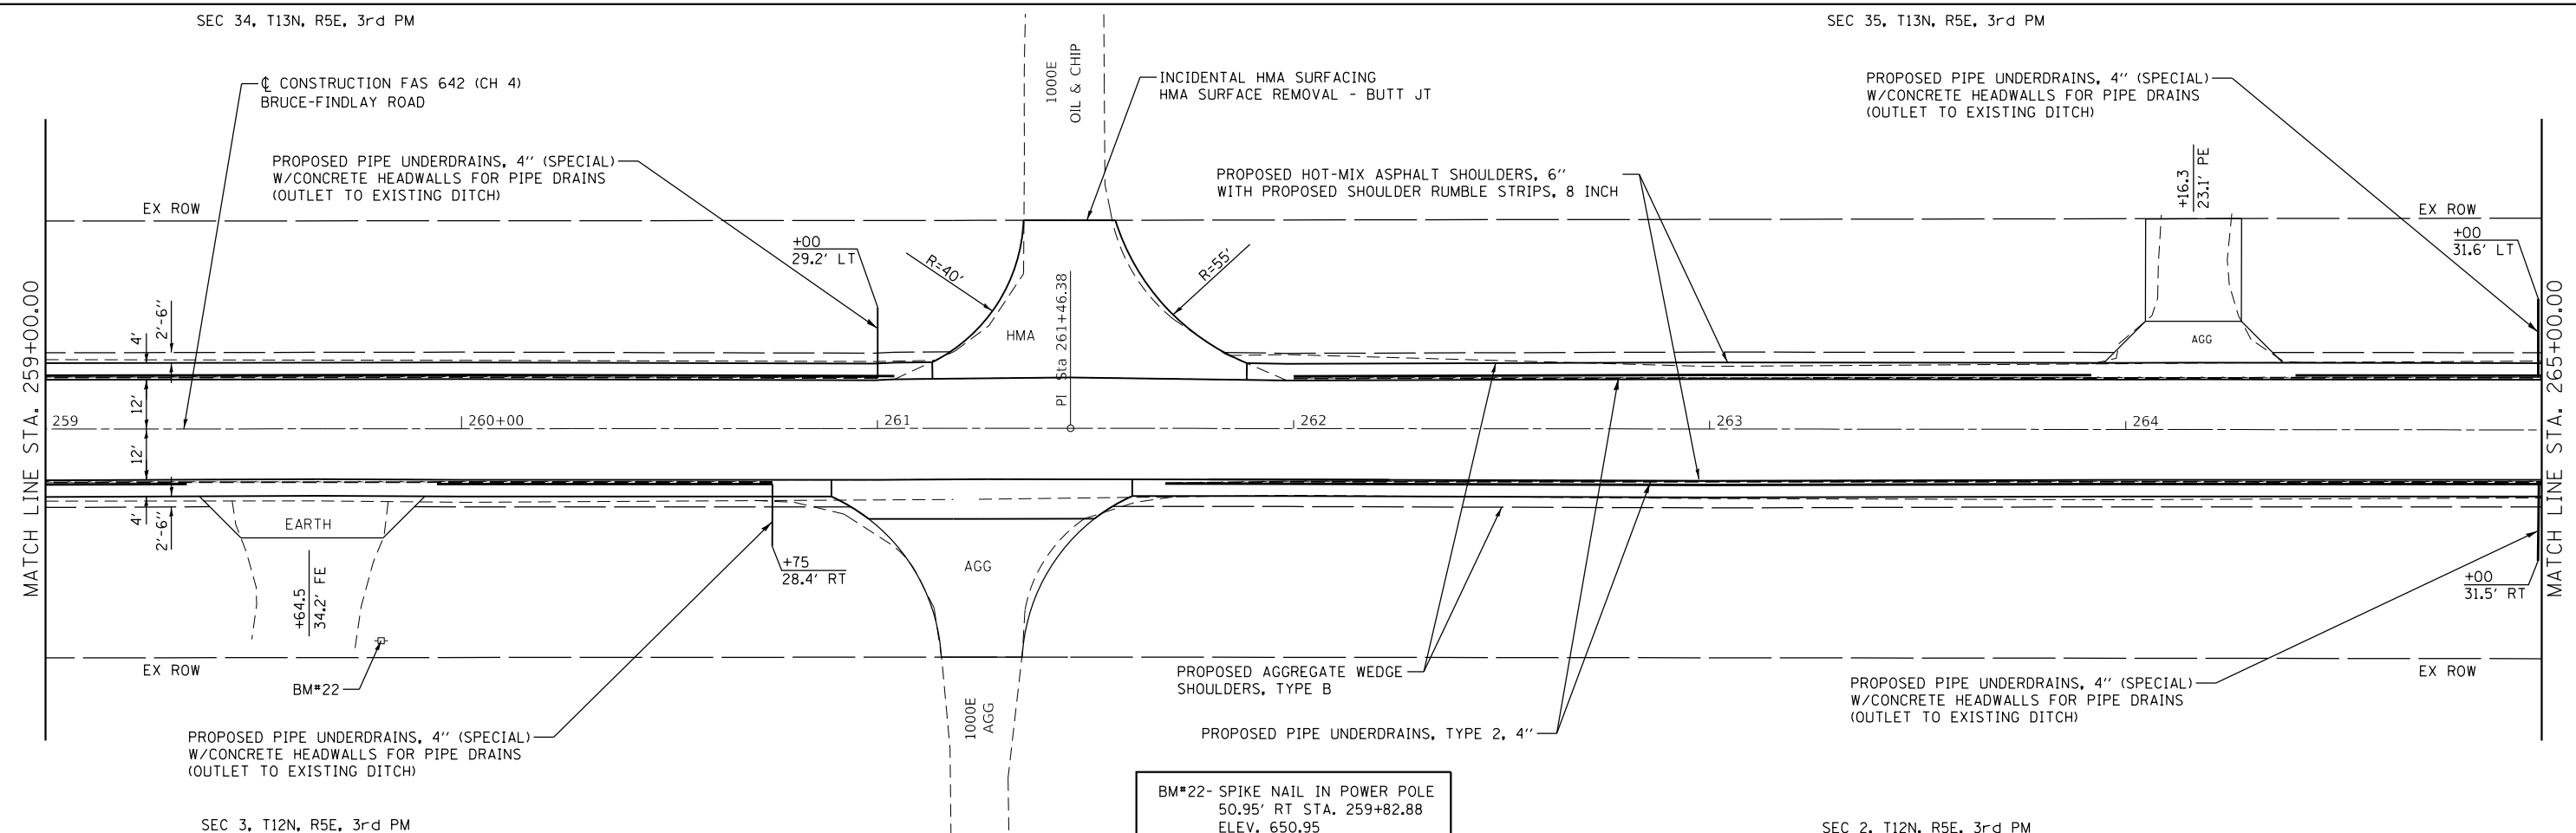 SEC 34, T13N, R5E, 3rd PM
SEC 35, T13N, R5E, 3rd PM
℄ CONSTRUCTION FAS 642 (CH 4)
BRUCE-FINDLAY ROAD
1000E
OIL & CHIP
INCIDENTAL HMA SURFACING
HMA SURFACE REMOVAL - BUTT JT
PROPOSED PIPE UNDERDRAINS, 4'' (SPECIAL)
W/CONCRETE HEADWALLS FOR PIPE DRAINS
(OUTLET TO EXISTING DITCH)
PROPOSED PIPE UNDERDRAINS, 4'' (SPECIAL)
W/CONCRETE HEADWALLS FOR PIPE DRAINS
(OUTLET TO EXISTING DITCH)
PROPOSED HOT-MIX ASPHALT SHOULDERS, 6''
WITH PROPOSED SHOULDER RUMBLE STRIPS, 8 INCH
+16.3
23.1' PE
EX ROW
EX ROW
+00
29.2' LT
R=40'
R=55'
+00
31.6' LT
MATCH LINE STA. 259+00.00
4'
2'-6''
HMA
PI Sta 261+46.38
AGG
MATCH LINE STA. 265+00.00
12'
259
260+00
261
262
263
264
12'
4'
2'-6''
EARTH
+64.5
34.2' FE
+75
28.4' RT
AGG
+00
31.5' RT
EX ROW
EX ROW
BM#22
PROPOSED AGGREGATE WEDGE
SHOULDERS, TYPE B
PROPOSED PIPE UNDERDRAINS, 4'' (SPECIAL)
W/CONCRETE HEADWALLS FOR PIPE DRAINS
(OUTLET TO EXISTING DITCH)
1000E
AGG
PROPOSED PIPE UNDERDRAINS, TYPE 2, 4''
PROPOSED PIPE UNDERDRAINS, 4'' (SPECIAL)
W/CONCRETE HEADWALLS FOR PIPE DRAINS
(OUTLET TO EXISTING DITCH)
BM#22- SPIKE NAIL IN POWER POLE
50.95' RT STA. 259+82.88
ELEV. 650.95
SEC 3, T12N, R5E, 3rd PM
SEC 2, T12N, R5E, 3rd PM